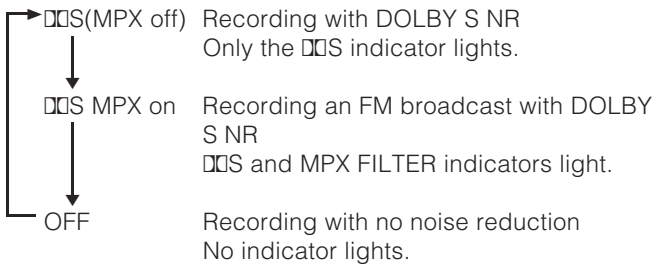 𝗗𝗗S(MPX off) Recording with DOLBY S NR
Only the 𝗗𝗗S indicator lights.
𝗗𝗗S MPX on Recording an FM broadcast with DOLBY
S NR
𝗗𝗗S and MPX FILTER indicators light.
OFF Recording with no noise reduction
No indicator lights.